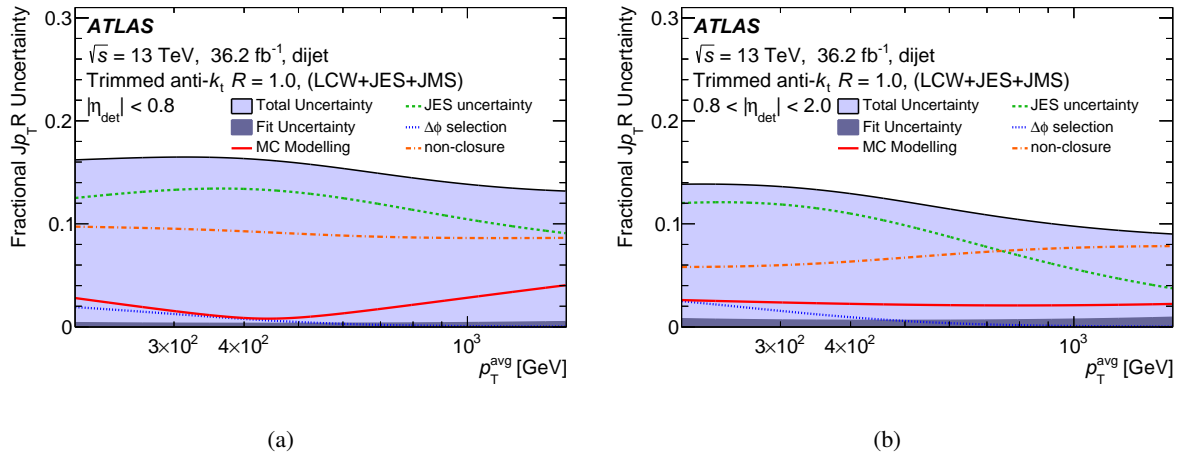 Fractional Jp_T R Uncertainty
0.3
0.2
0.1
0
ATLAS
√s = 13 TeV, 36.2 fb⁻¹, dijet
Trimmed anti-k_t R = 1.0, (LCW+JES+JMS)
|η_det| < 0.8
Total Uncertainty
JES uncertainty
Fit Uncertainty
Δφ selection
MC Modelling
non-closure
3×10² 4×10² 10³
p_T^avg [GeV]
(a)
Fractional Jp_T R Uncertainty
0.3
0.2
0.1
0
ATLAS
√s = 13 TeV, 36.2 fb⁻¹, dijet
Trimmed anti-k_t R = 1.0, (LCW+JES+JMS)
0.8 < |η_det| < 2.0
Total Uncertainty
JES uncertainty
Fit Uncertainty
Δφ selection
MC Modelling
non-closure
3×10² 4×10² 10³
p_T^avg [GeV]
(b)